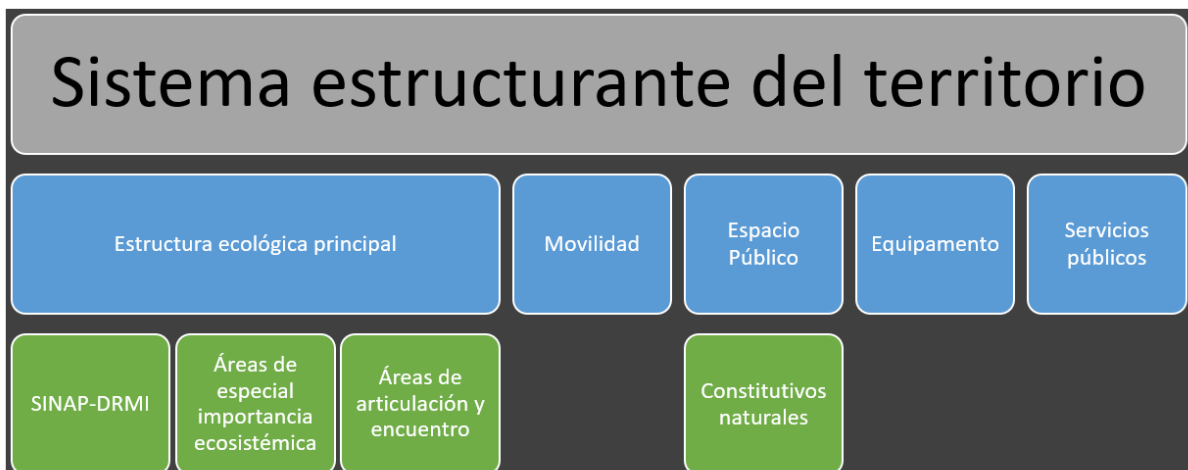 Sistema estructurante del territorio
Estructura ecológica principal
Movilidad
Espacio
Público
Equipamento
Servicios
públicos
SINAP-DRMI
Áreas de
especial
importancia
ecosistémica
Áreas de
articulación y
encuentro
Constitutivos
naturales